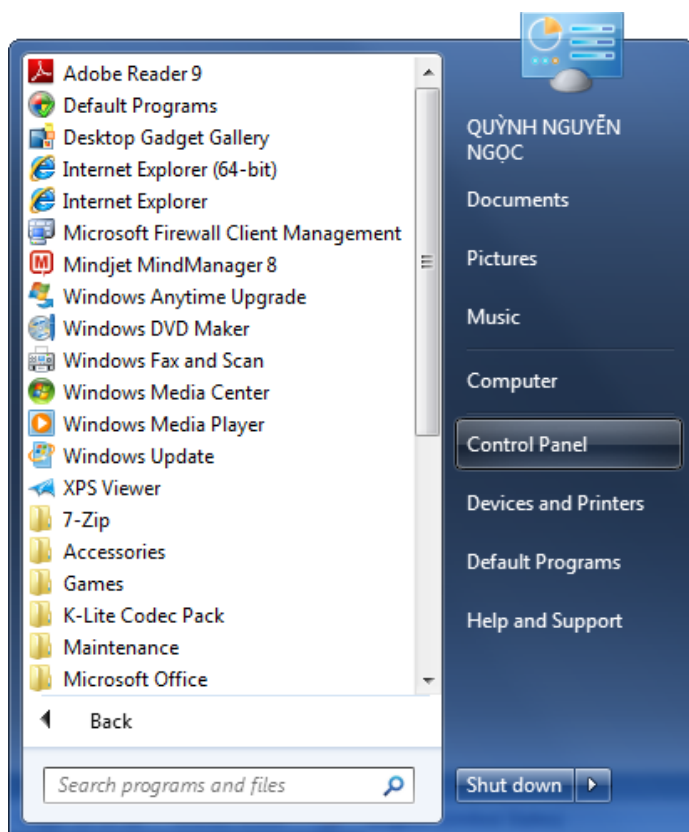 Adobe Reader 9
Default Programs
Desktop Gadget Gallery
Internet Explorer (64-bit)
Internet Explorer
Microsoft Firewall Client Management
Mindjet MindManager 8
Windows Anytime Upgrade
Windows DVD Maker
Windows Fax and Scan
Windows Media Center
Windows Media Player
Windows Update
XPS Viewer
7-Zip
Accessories
Games
K-Lite Codec Pack
Maintenance
Microsoft Office
Back
Search programs and files
QUỲNH NGUYỄN
NGỌC
Documents
Pictures
Music
Computer
Control Panel
Devices and Printers
Default Programs
Help and Support
Shut down